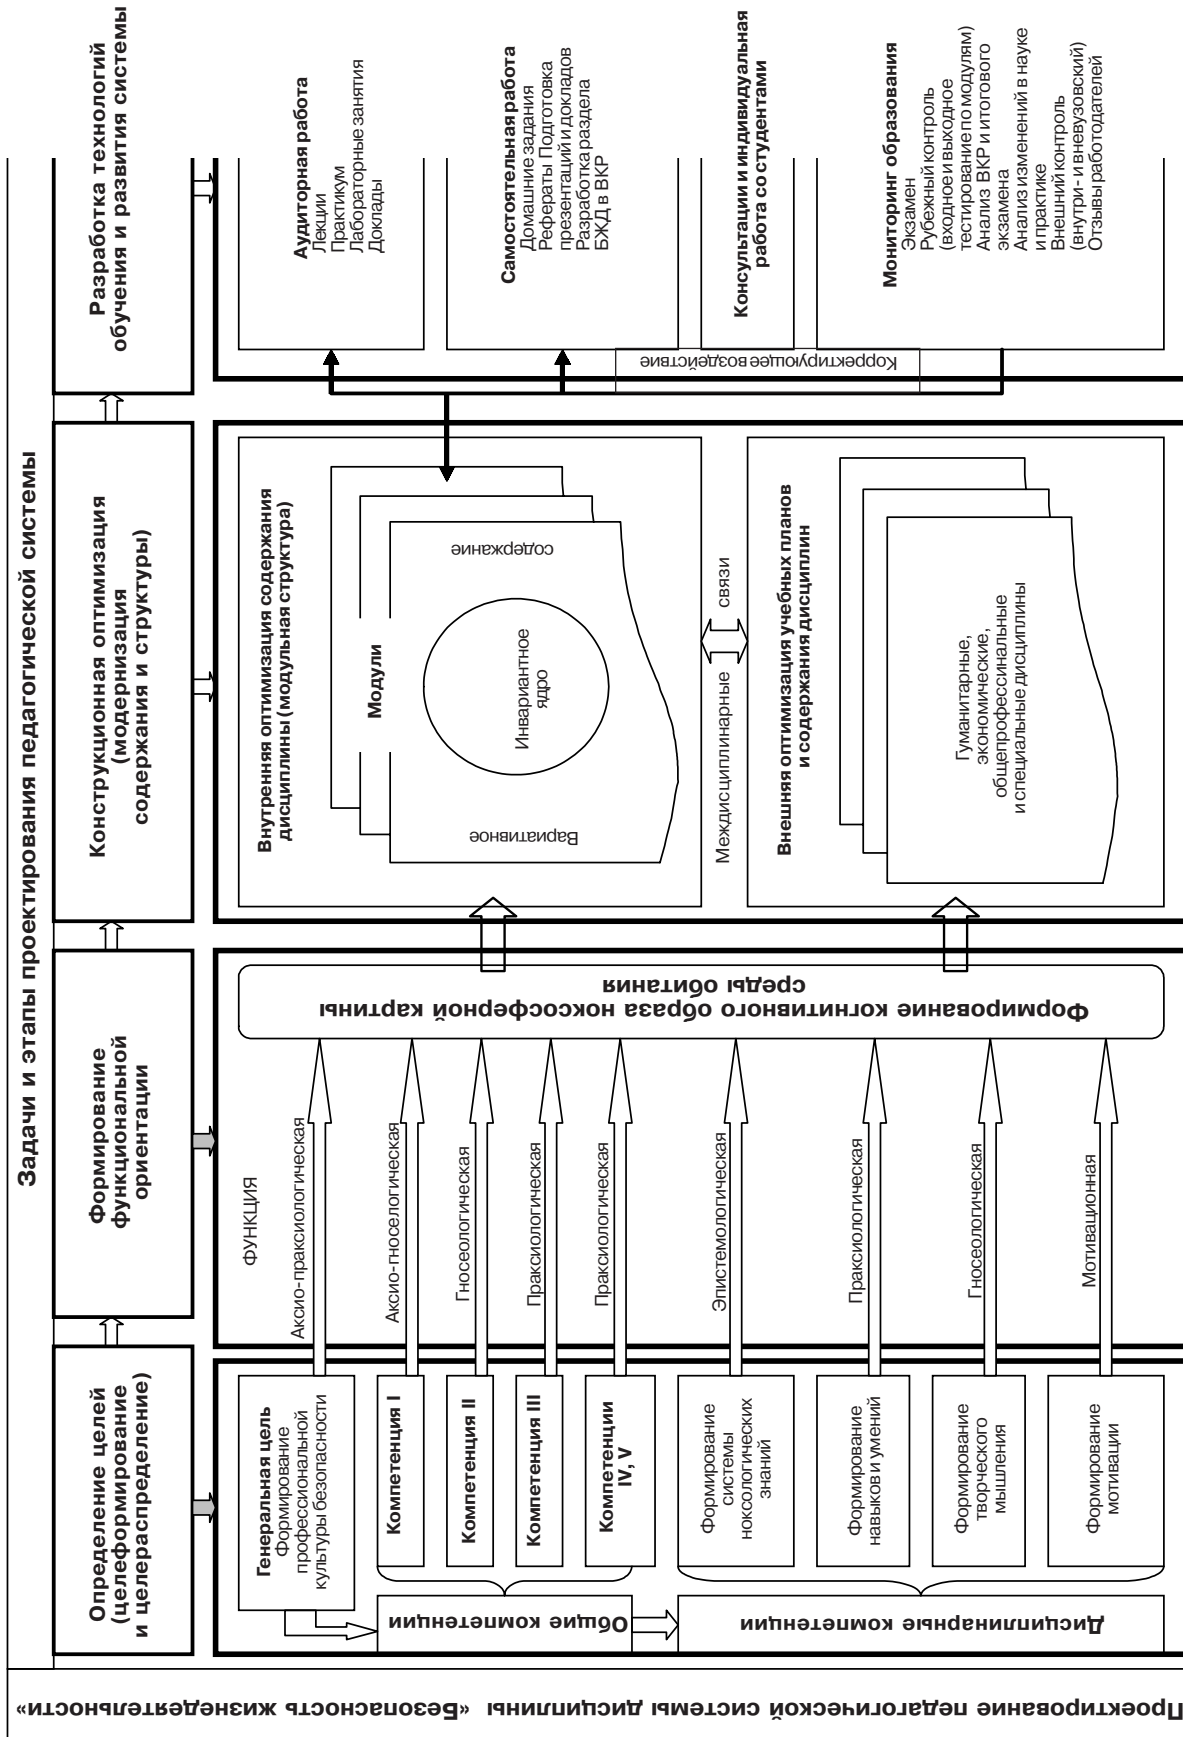 Задачи и этапы проектирования педагогической системы
Проектирование педагогической системы дисциплины «Безопасность жизнедеятельности»
Определение целей
(целеформирование
и целераспределение)
Формирование
функциональной
ориентации
Конструкционная оптимизация
(модернизация
содержания и структуры)
Разработка технологий
обучения и развития системы
Генеральная цель
Формирование
профессиональной
культуры безопасности
Общие компетенции
Компетенция I
Компетенция II
Компетенция III
Компетенции
IV, V
Дисциплинарные компетенции
Формирование
системы
ноксологических
знаний
Формирование
навыков и умений
Формирование
творческого
мышления
Формирование
мотивации
ФУНКЦИЯ
Аксио-праксиологическая
Аксио-носелогическая
Гносеологическая
Праксиологическая
Праксиологическая
Эпистемологическая
Праксиологическая
Гносеологическая
Мотивационная
Формирование когнитивного образа ноксосферной картины
среды обитания
Внутренняя оптимизация содержания
дисциплины (модульная структура)
Модули
Вариативное
содержание
Инвариантное
ядро
Междисциплинарные
связи
Внешняя оптимизация учебных планов
и содержания дисциплин
Гуманитарные,
экономические,
общепрофессинальные
и специальные дисциплины
Аудиторная работа
Лекции
Практикум
Лабораторные занятия
Доклады
Самостоятельная работа
Домашние задания
Рефераты Подготовка
презентаций и докладов
Разработка раздела
БЖД в ВКР
Консультации и индивидуальная
работа со студентами
Корректирующее воздействие
Мониторинг образования
Экзамен
Рубежный контроль
(входное и выходное
тестирование по модулям)
Анализ ВКР и итогового
экзамена
Анализ изменений в науке
и практике
Внешний контроль
(внутри- и вневузовский)
Отзывы работодателей